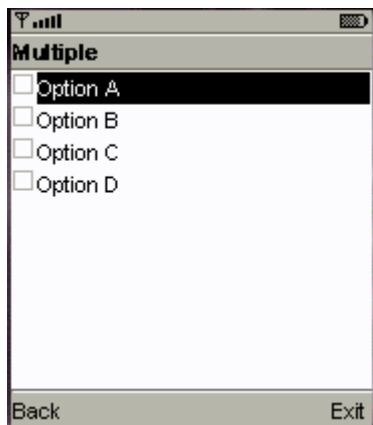 Multiple
Option A
Option B
Option C
Option D
Back Exit